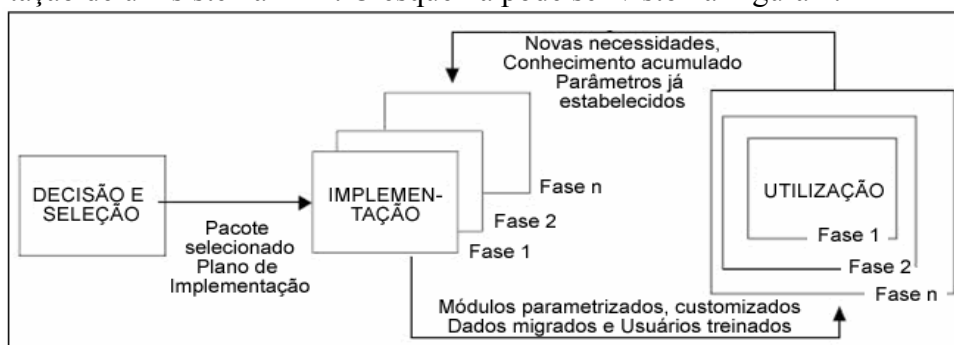 Novas necessidades,
Conhecimento acumulado
Parâmetros já
estabelecidos
DECISÃO E
SELEÇÃO
Pacote
selecionado
Plano de
Implementação
IMPLEMEN-
TAÇÃO
Fase 1
Fase 2
Fase n
UTILIZAÇÃO
Fase 1
Fase 2
Fase n
Módulos parametrizados, customizados
Dados migrados e Usuários treinados